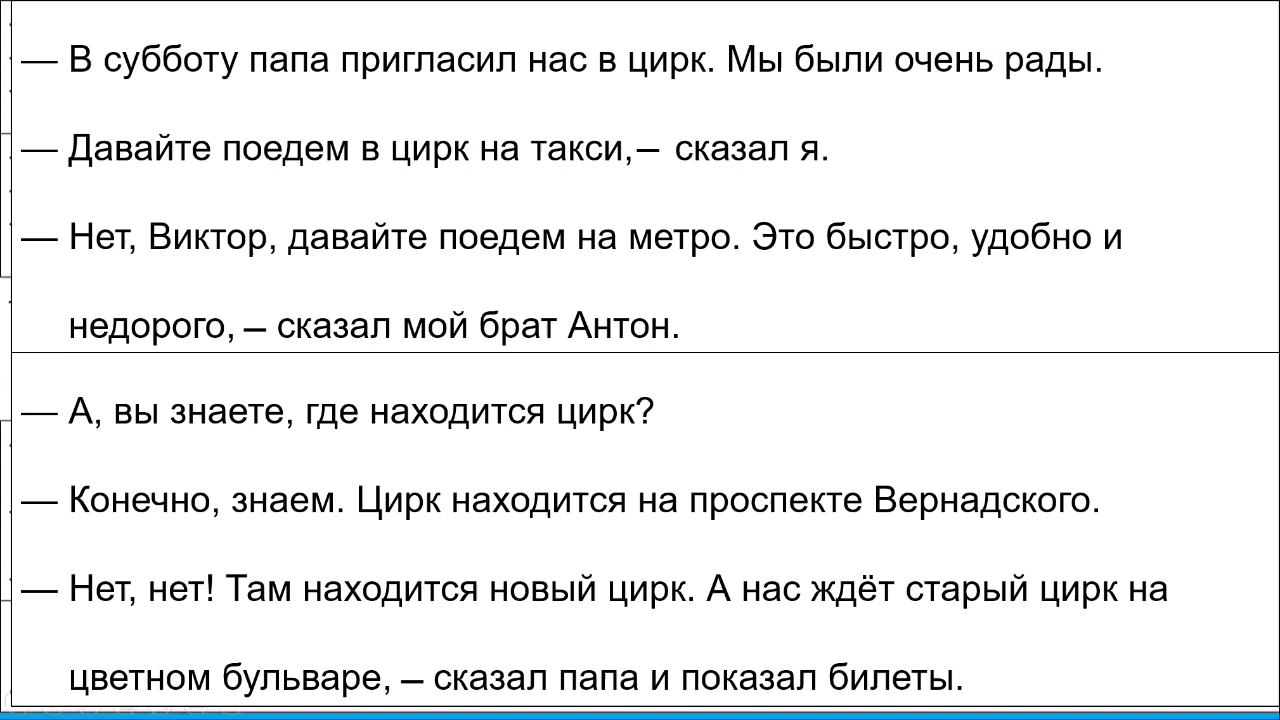 — В субботу папа пригласил нас в цирк. Мы были очень рады.
— Давайте поедем в цирк на такси,— сказал я.
— Нет, Виктор, давайте поедем на метро. Это быстро, удобно и
недорого, — сказал мой брат Антон.
— А, вы знаете, где находится цирк?
— Конечно, знаем. Цирк находится на проспекте Вернадского.
— Нет, нет! Там находится новый цирк. А нас ждёт старый цирк на
цветном бульваре, — сказал папа и показал билеты.